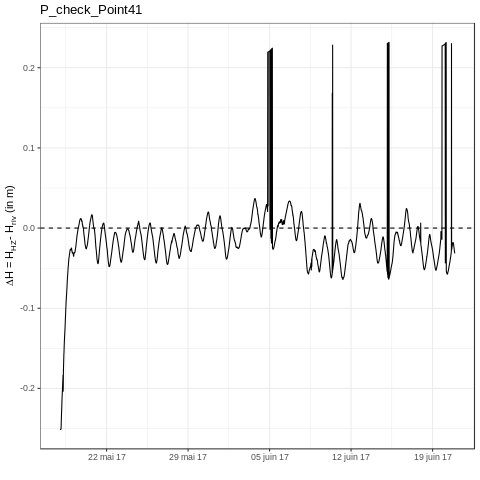 P_check_Point41
ΔH = H_HZ- H_riv (in m)
0.2
0.1
0.0
-0.1
-0.2
22 mai 17
29 mai 17
05 juin 17
12 juin 17
19 juin 17